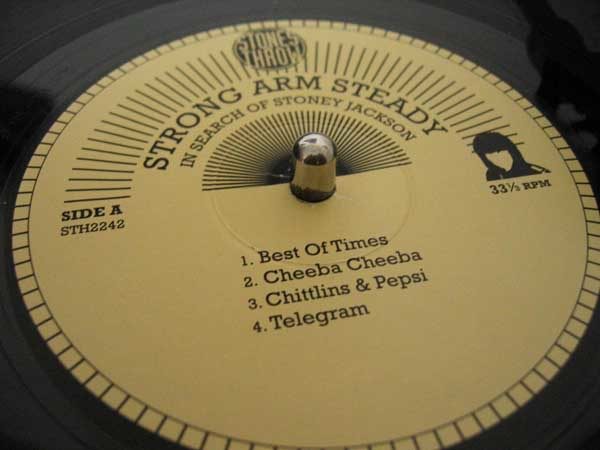 STONES
THROW
STRONG ARM STEADY
IN SEARCH OF STONEY JACKSON
SIDE A
STH2242
33⅓ RPM
1. Best Of Times
2. Cheeba Cheeba
3. Chittlins & Pepsi
4. Telegram